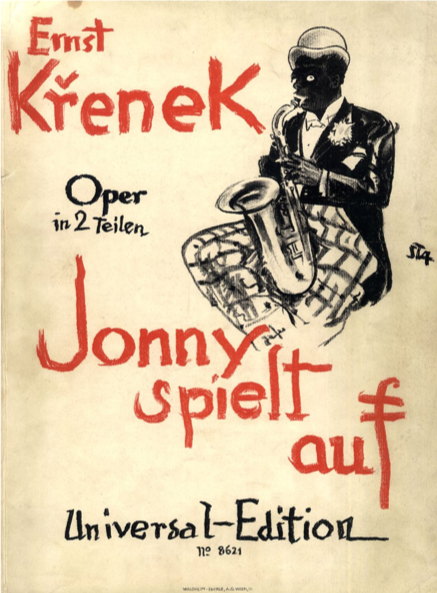 Ernst
Křenek
Oper
in 2 Teilen
Jonny
spielt
auf
Universal-Edition
No 8621